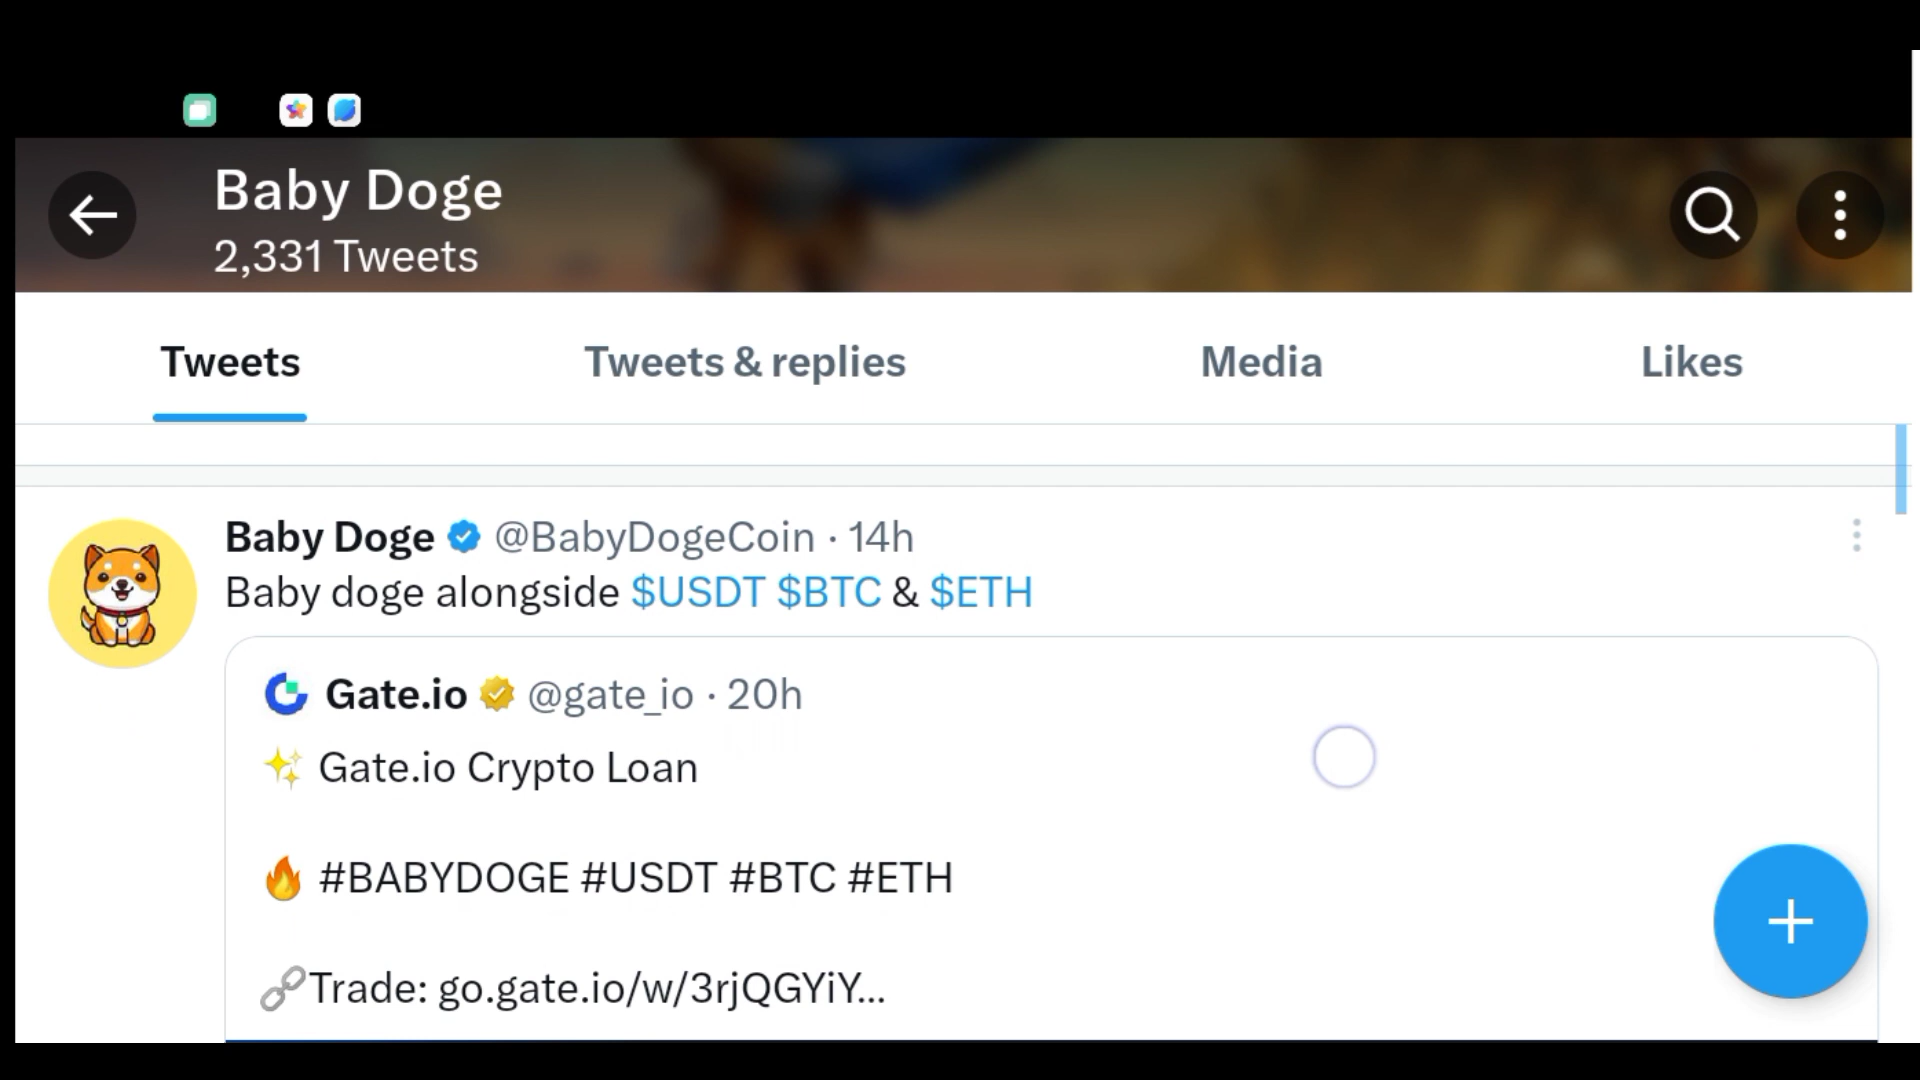 Baby Doge
2,331 Tweets
Tweets Tweets & replies Media Likes
Baby Doge @BabyDogeCoin · 14h
Baby doge alongside $USDT $BTC & $ETH
Gate.io @gate_io · 20h
✨ Gate.io Crypto Loan
🔥 #BABYDOGE #USDT #BTC #ETH
🔗Trade: go.gate.io/w/3rjQGYiY...